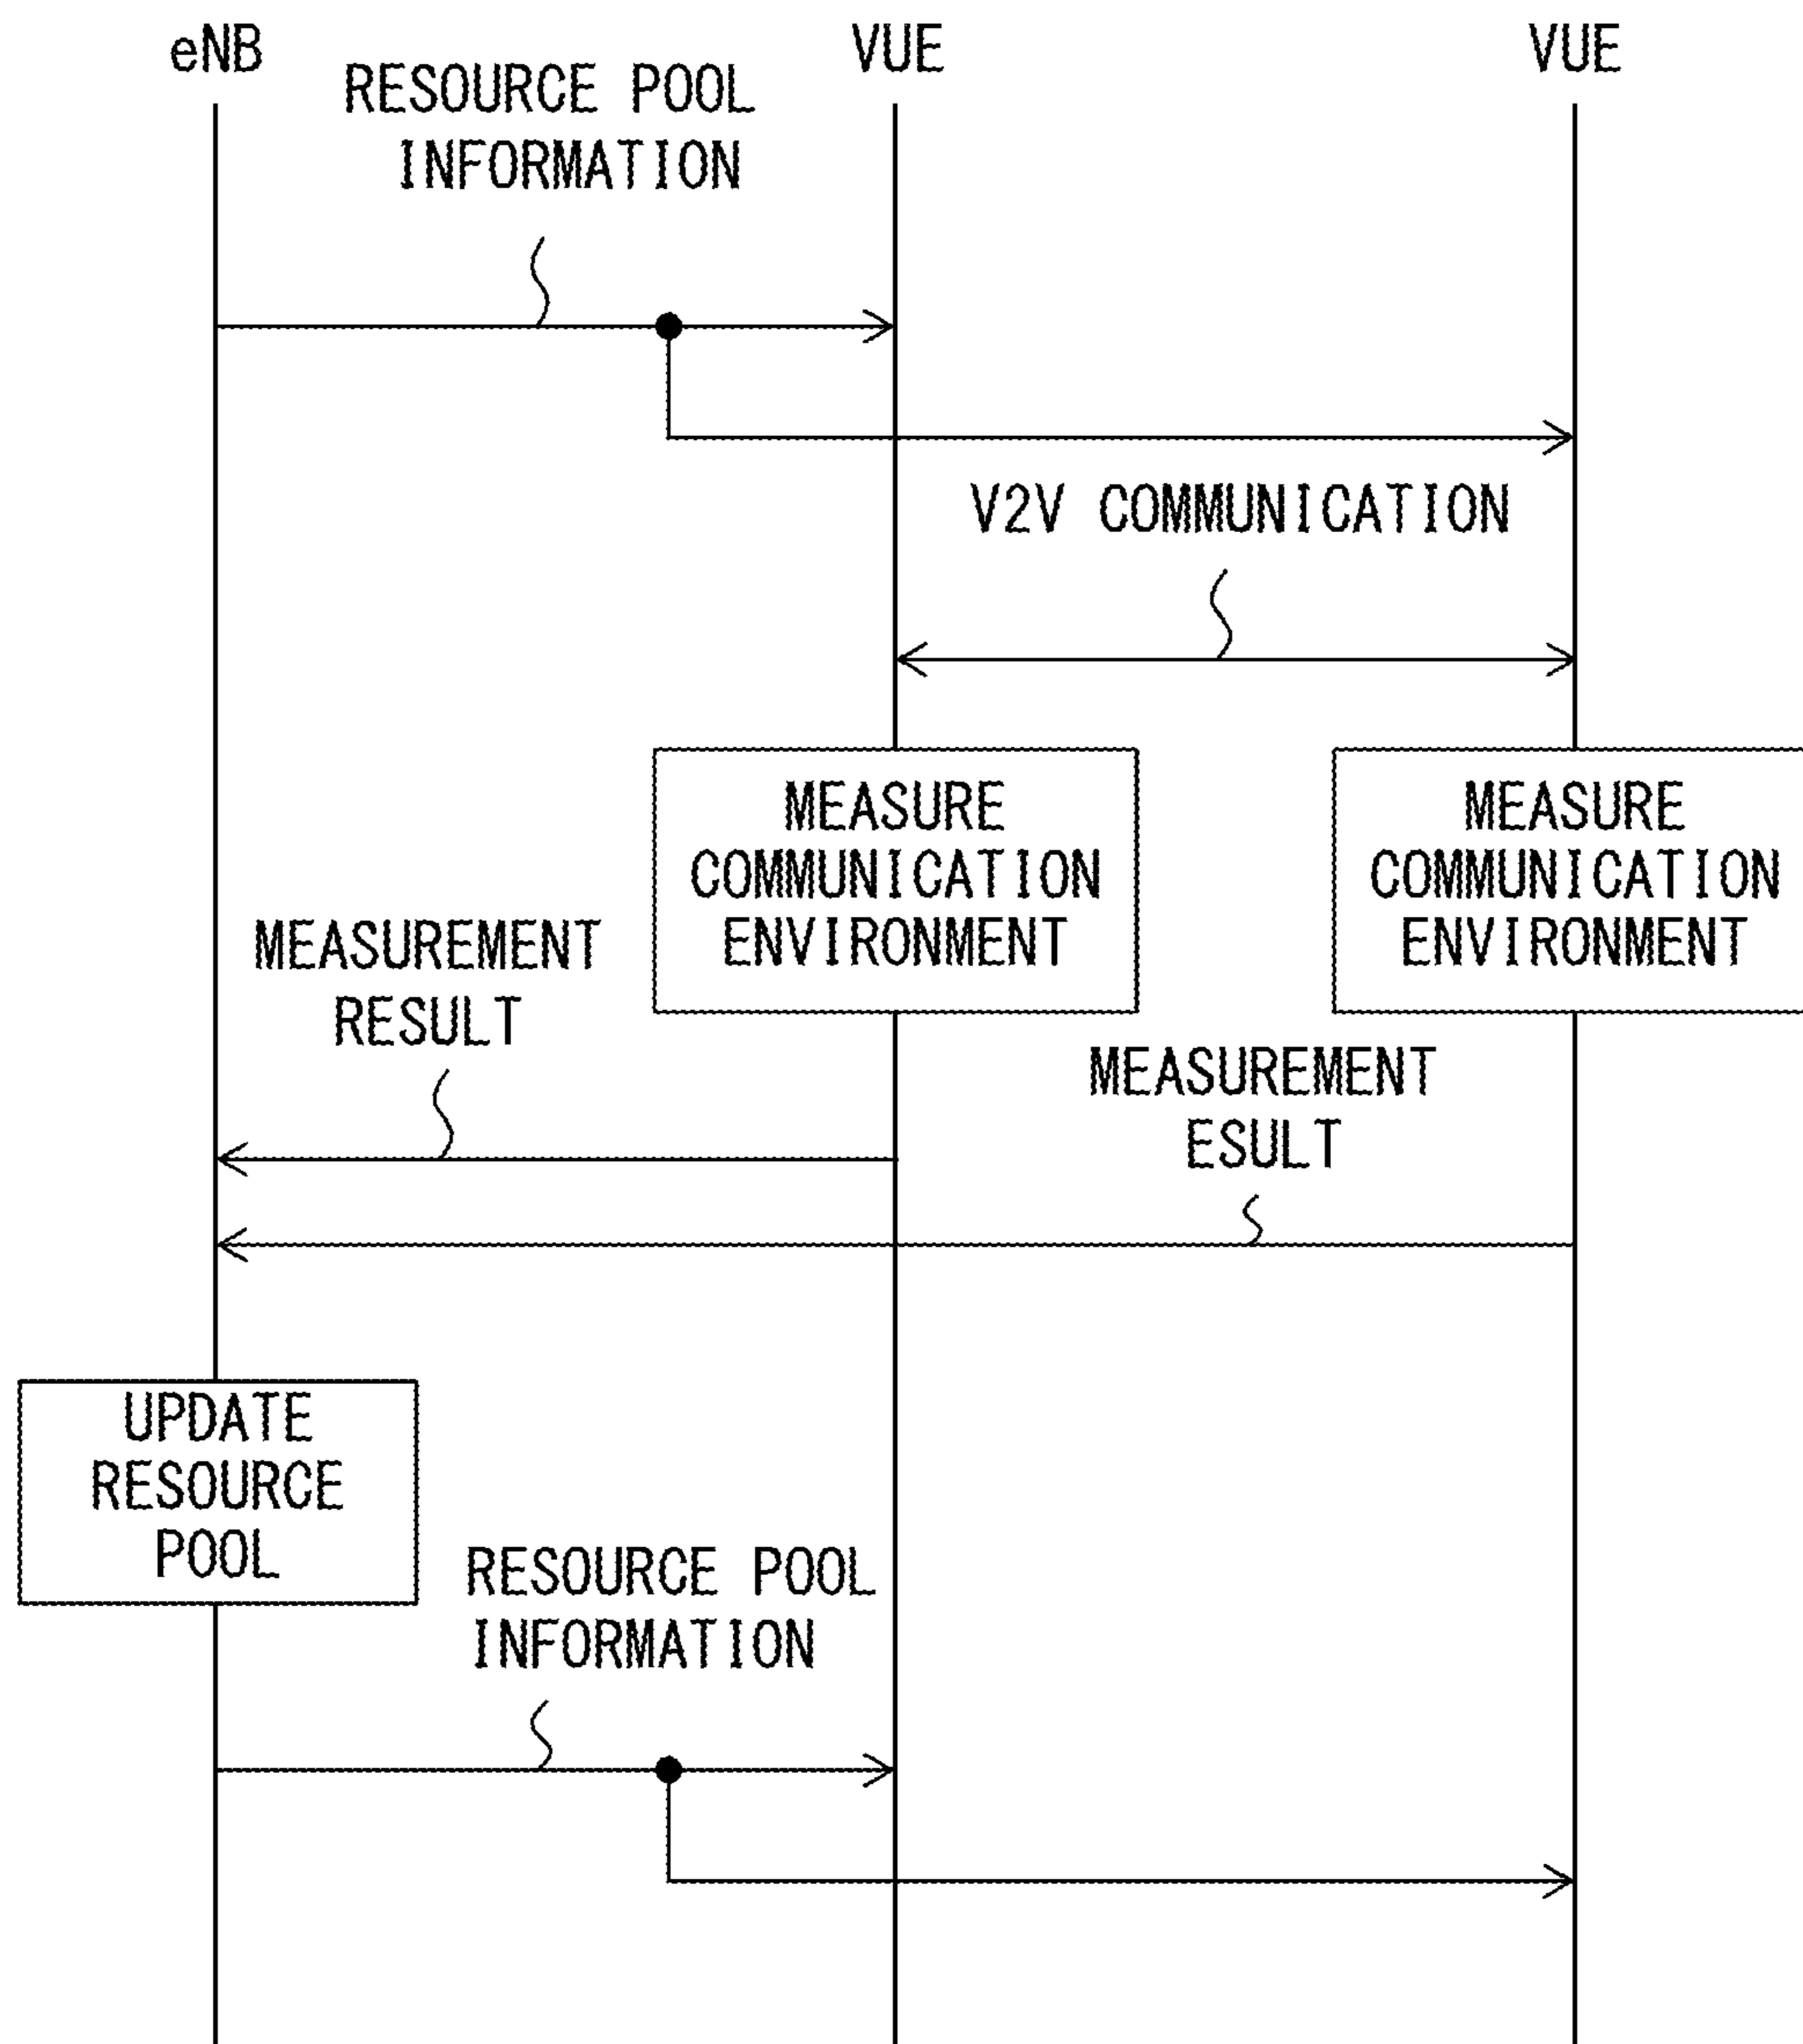 eNB
VUE
VUE
RESOURCE POOL
INFORMATION
V2V COMMUNICATION
MEASURE
COMMUNICATION
ENVIRONMENT
MEASURE
COMMUNICATION
ENVIRONMENT
MEASUREMENT
RESULT
MEASUREMENT
ESULT
UPDATE
RESOURCE
POOL
RESOURCE POOL
INFORMATION